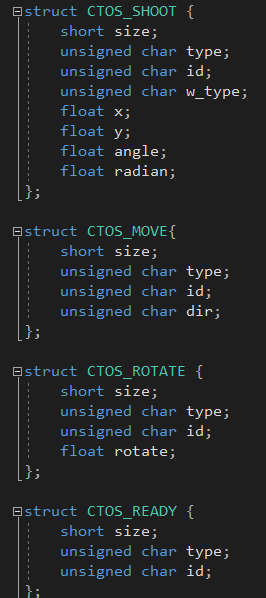 struct CTOS_SHOOT {
short size;
unsigned char type;
unsigned char id;
unsigned char w_type;
float x;
float y;
float angle;
float radian;
};
struct CTOS_MOVE{
short size;
unsigned char type;
unsigned char id;
unsigned char dir;
};
struct CTOS_ROTATE {
short size;
unsigned char type;
unsigned char id;
float rotate;
};
struct CTOS_READY {
short size;
unsigned char type;
unsigned char id;
};